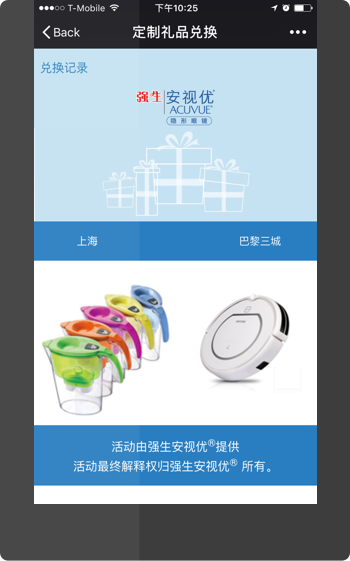 T-Mobile 下午10:25
Back 定制礼品兑换
兑换记录
强生 安视优®
ACUVUE®
隐形眼镜
上海 巴黎三城
活动由强生安视优®提供
活动最终解释权归强生安视优® 所有。